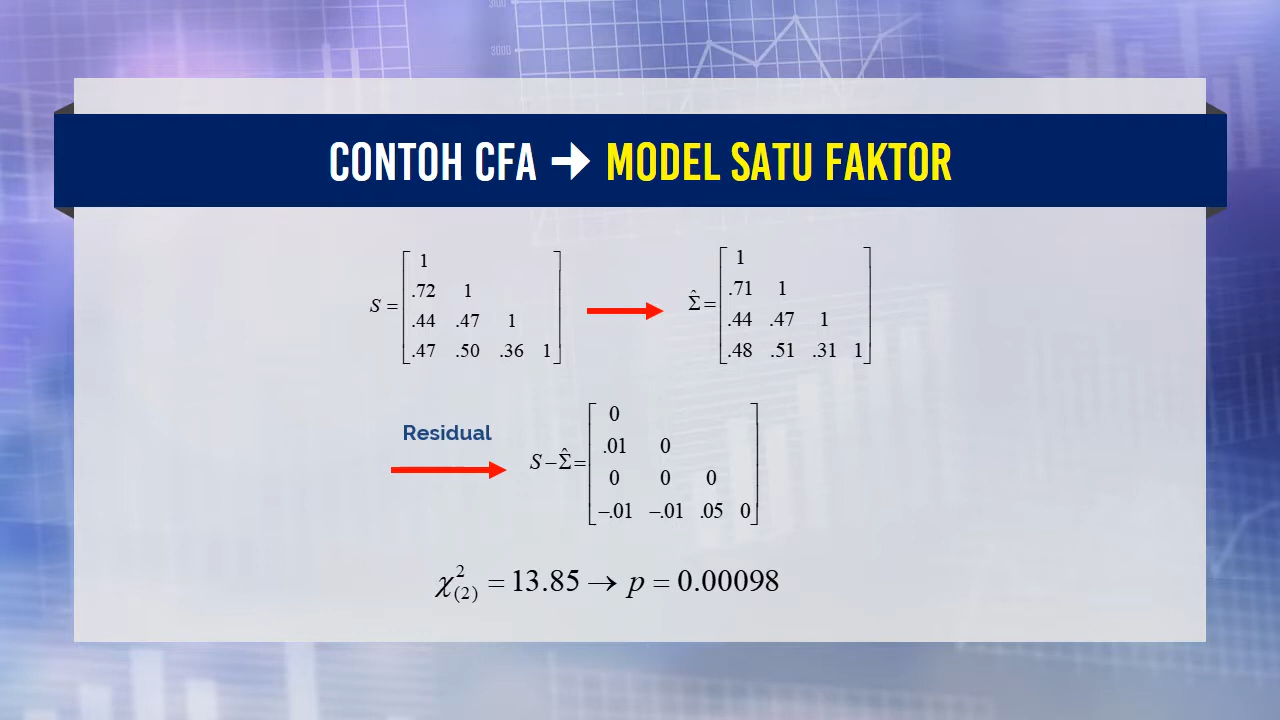 3000
CONTOH CFA → MODEL SATU FAKTOR
S = [ 1
.72 1
.44 .47 1
.47 .50 .36 1 ]
Σ̂ = [ 1
.71 1
.44 .47 1
.48 .51 .31 1 ]
Residual
S − Σ̂ = [ 0
.01 0
0 0 0
−.01 −.01 .05 0 ]
χ²(2) = 13.85 → p = 0.00098